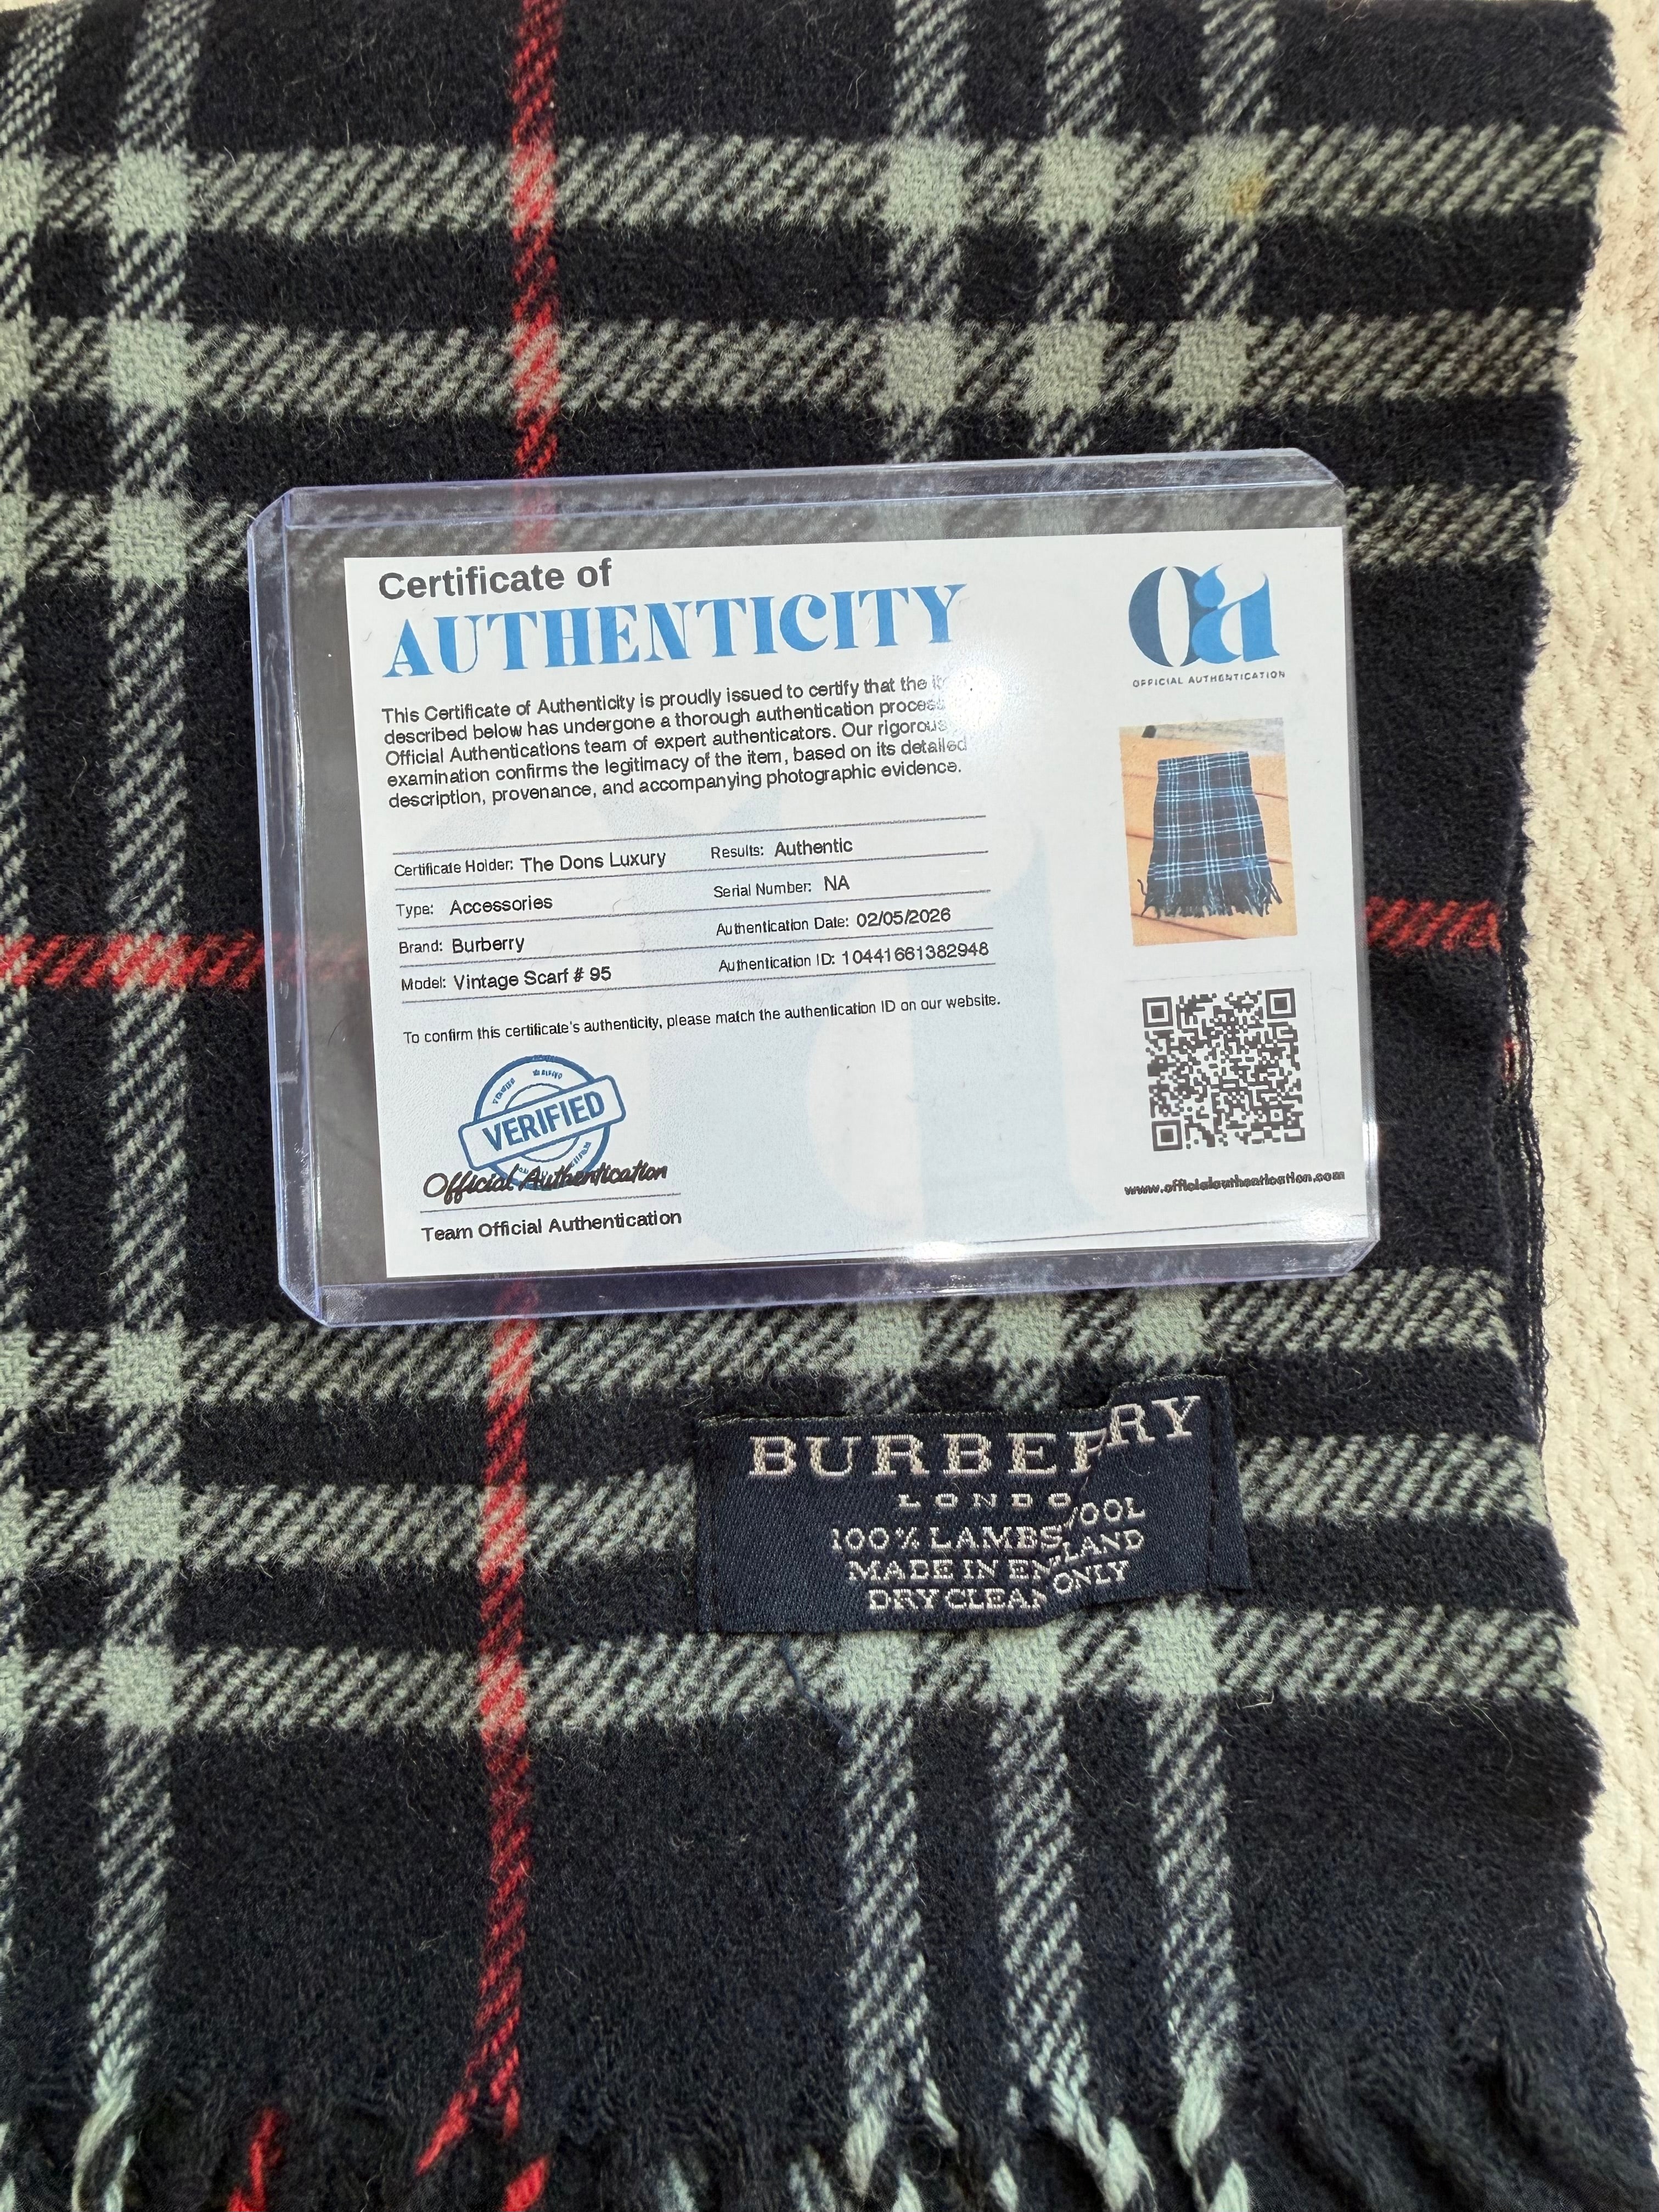 Certificate of
AUTHENTICITY
This Certificate of Authenticity is proudly issued to certify that the
described below has undergone a thorough authentication process
Official Authentications team of expert authenticators. Our rigorous
examination confirms the legitimacy of the item, based on its detailed
description, provenance, and accompanying photographic evidence.
Certificate Holder: The Dons Luxury
Results: Authentic
Type: Accessories
Serial Number: NA
Brand: Burberry
Authentication Date: 02/05/2026
Model: Vintage Scarf # 95
Authentication ID: 10441661382948
To confirm this certificate's authenticity, please match the authentication ID on our website.
VERIFIED
Official Authentication
Team Official Authentication
Oa
OFFICIAL AUTHENTICATION
www.officialauthentication.com
BURBERRY
LONDO
100% LAMBSWOOL
MADE IN ENGLAND
DRY CLEAN ONLY